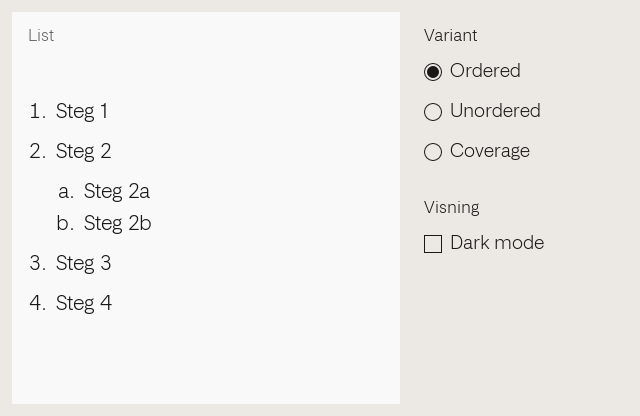 List
1. Steg 1
2. Steg 2
a. Steg 2a
b. Steg 2b
3. Steg 3
4. Steg 4
Variant
Ordered
Unordered
Coverage
Visning
Dark mode